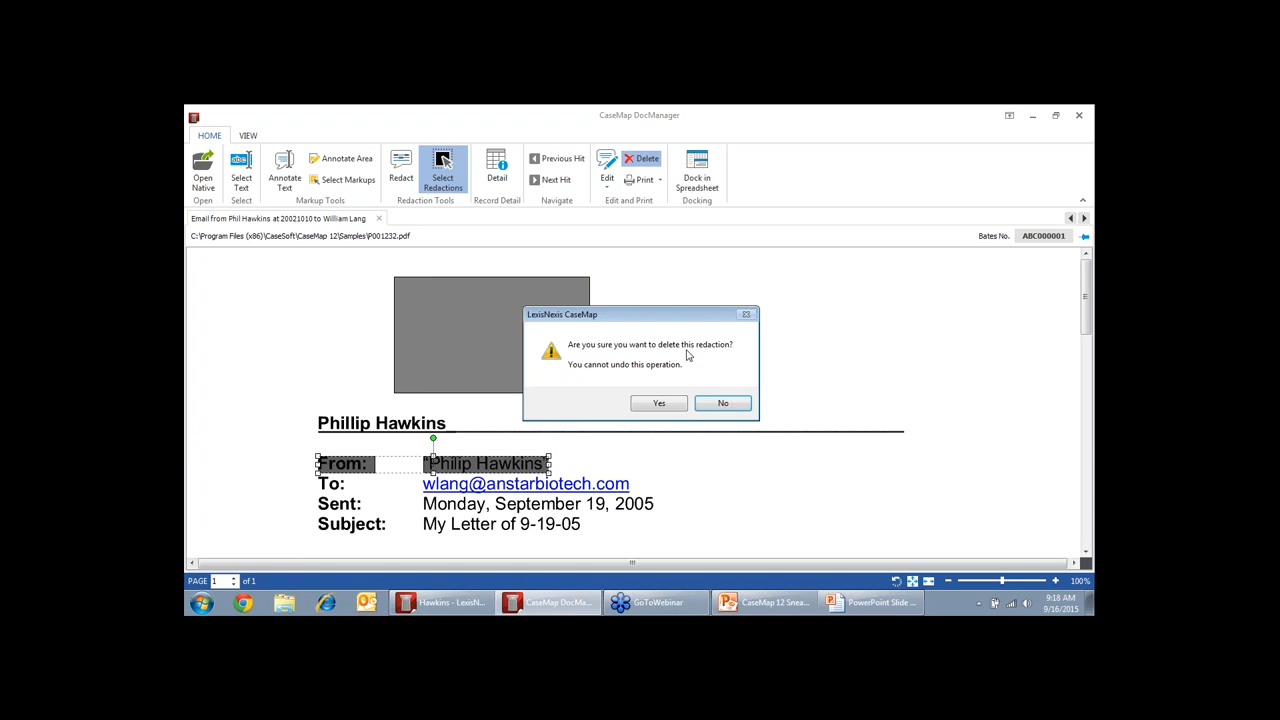 CaseMap DocManager
HOME VIEW
Open Native
Select Text
Annotate Text
Annotate Area
Select Markups
Redact
Select Redactions
Detail
Previous Hit
Next Hit
Edit
Delete
Print
Dock in Spreadsheet
Open Select Markup Tools Redaction Tools Record Detail Navigate Edit and Print Docking
Email from Phil Hawkins at 20021010 to William Lang
C:\Program Files (x86)\CaseSoft\CaseMap 12\Samples\P001232.pdf Bates No. ABC000001
LexisNexis CaseMap
Are you sure you want to delete this redaction?
You cannot undo this operation.
Yes No
Phillip Hawkins
From: "Philip Hawkins"
To: wlang@anstarbiotech.com
Sent: Monday, September 19, 2005
Subject: My Letter of 9-19-05
PAGE 1 of 1 100%
Hawkins - LexisN... CaseMap DocMa... GoToWebinar CaseMap 12 Snea... PowerPoint Slide ... 9:18 AM
9/16/2015